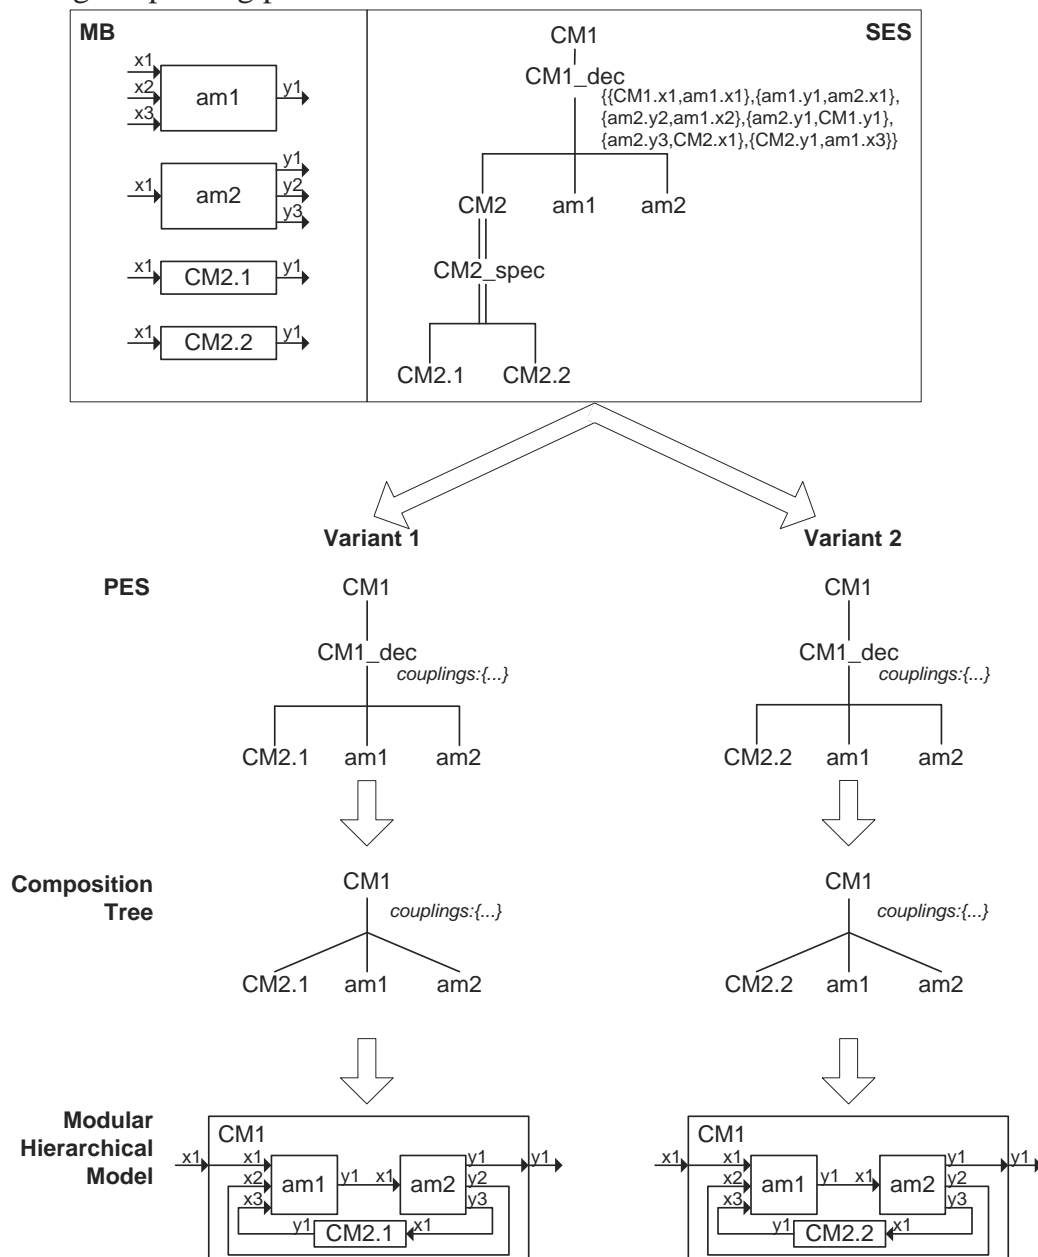 MB
x1
x2
x3
am1
y1
x1
am2
y1
y2
y3
x1
CM2.1
y1
x1
CM2.2
y1
SES
CM1
CM1_dec
{{CM1.x1,am1.x1},{am1.y1,am2.x1},
{am2.y2,am1.x2},{am2.y1,CM1.y1},
{am2.y3,CM2.x1},{CM2.y1,am1.x3}}
CM2 am1 am2
CM2_spec
CM2.1 CM2.2
Variant 1 Variant 2
PES
CM1
CM1_dec
couplings:{...}
CM2.1 am1 am2
CM1
CM1_dec
couplings:{...}
CM2.2 am1 am2
Composition
Tree
CM1
couplings:{...}
CM2.1 am1 am2
CM1
couplings:{...}
CM2.2 am1 am2
Modular
Hierarchical
Model
CM1
x1 x1 y1 y1
x2 am1 y1 x1 am2 y2
x3 y3
y1 CM2.1 x1
CM1
x1 x1 y1 y1
x2 am1 y1 x1 am2 y2
x3 y3
y1 CM2.2 x1